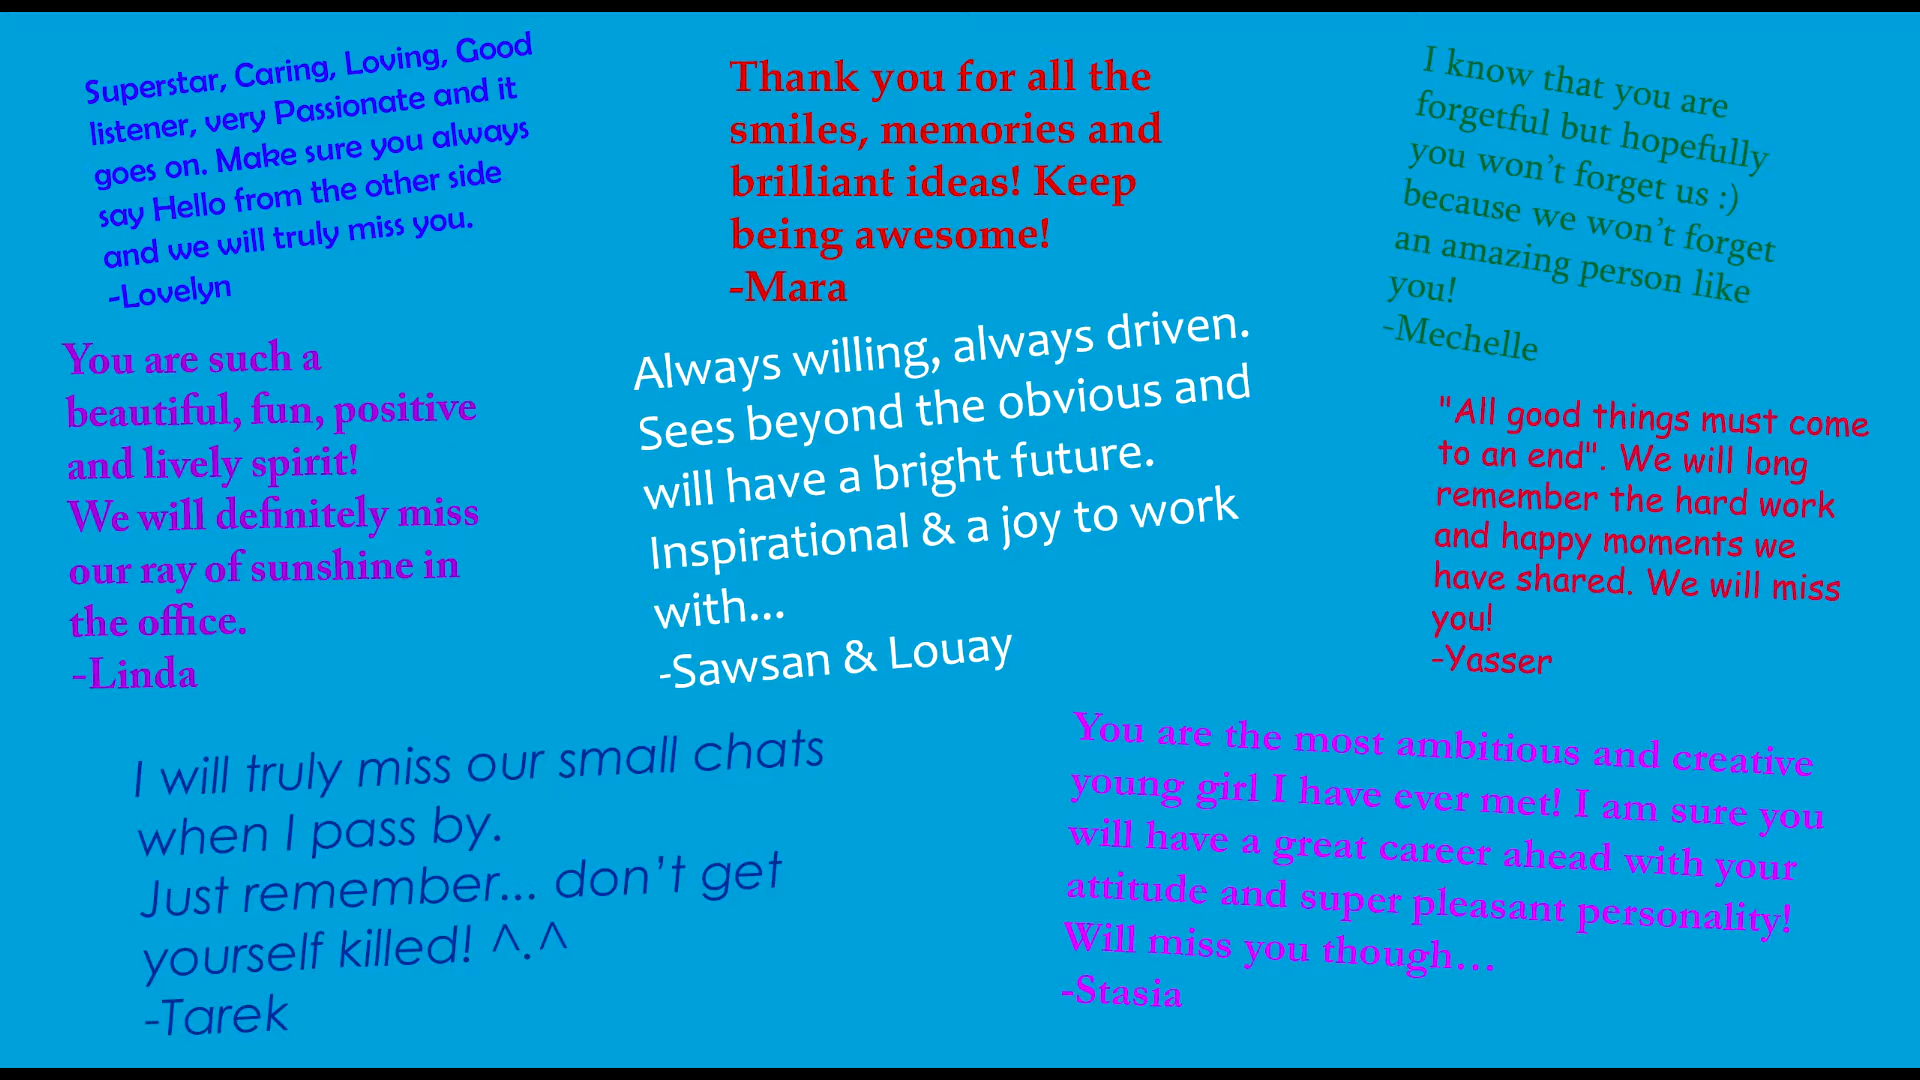 Superstar, Caring, Loving, Good
listener, very Passionate and it
goes on. Make sure you always
say Hello from the other side
and we will truly miss you.
-Lovelyn
Thank you for all the
smiles, memories and
brilliant ideas! Keep
being awesome!
-Mara
I know that you are
forgetful but hopefully
you won't forget us :)
because we won't forget
an amazing person like
you!
-Mechelle
You are such a
beautiful, fun, positive
and lively spirit!
We will definitely miss
our ray of sunshine in
the office.
-Linda
Always willing, always driven.
Sees beyond the obvious and
will have a bright future.
Inspirational & a joy to work
with...
-Sawsan & Louay
"All good things must come
to an end". We will long
remember the hard work
and happy moments we
have shared. We will miss
you!
-Yasser
I will truly miss our small chats
when I pass by.
Just remember... don't get
yourself killed! ^.^
-Tarek
You are the most ambitious and creative
young girl I have ever met! I am sure you
will have a great career ahead with your
attitude and super pleasant personality!
Will miss you though...
-Stasia